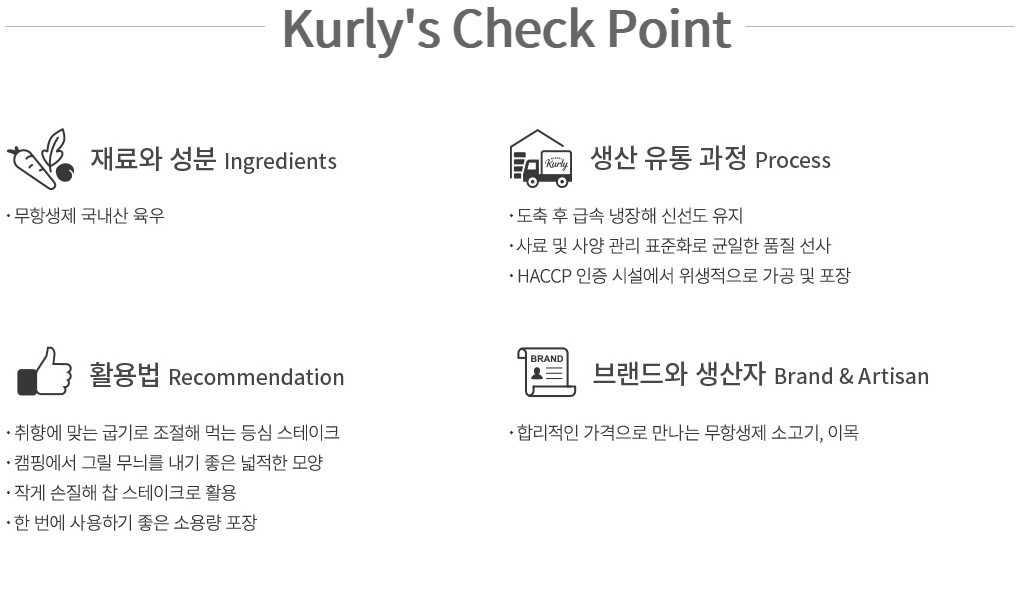 Kurly's Check Point
재료와 성분 Ingredients
· 무항생제 국내산 육우
Kurly
생산 유통 과정 Process
· 도축 후 급속 냉장해 신선도 유지
· 사료 및 사양 관리 표준화로 균일한 품질 선사
· HACCP 인증 시설에서 위생적으로 가공 및 포장
활용법 Recommendation
· 취향에 맞는 굽기로 조절해 먹는 등심 스테이크
· 캠핑에서 그릴 무늬를 내기 좋은 넓적한 모양
· 작게 손질해 찹 스테이크로 활용
· 한 번에 사용하기 좋은 소용량 포장
BRAND
브랜드와 생산자 Brand & Artisan
· 합리적인 가격으로 만나는 무항생제 소고기, 이목